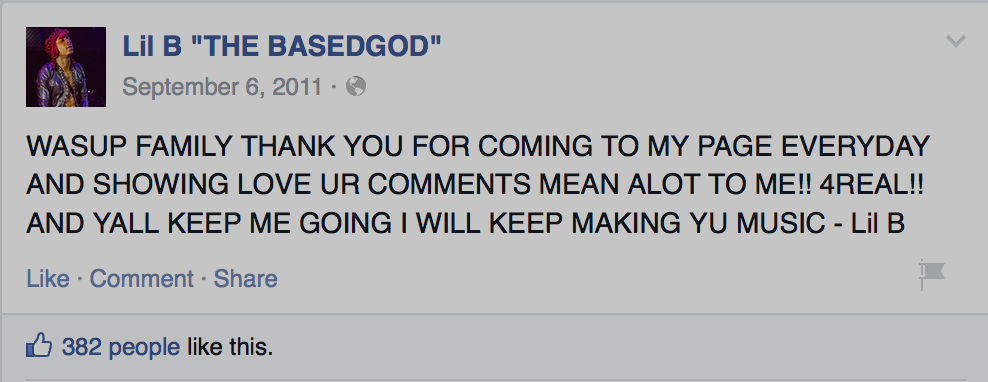 Lil B "THE BASEDGOD"
September 6, 2011 ·
WASUP FAMILY THANK YOU FOR COMING TO MY PAGE EVERYDAY
AND SHOWING LOVE UR COMMENTS MEAN ALOT TO ME!! 4REAL!!
AND YALL KEEP ME GOING I WILL KEEP MAKING YU MUSIC - Lil B
Like · Comment · Share
382 people like this.